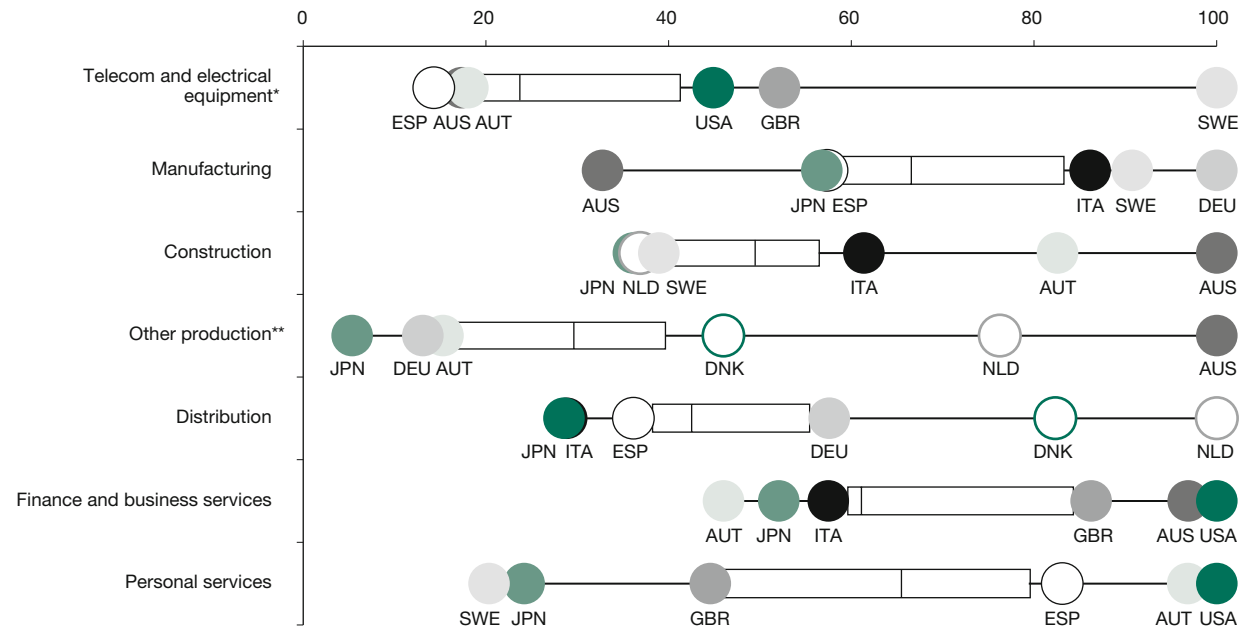 0 20 40 60 80 100
Telecom and electrical
equipment*
ESP AUS AUT USA GBR SWE
Manufacturing
AUS JPN ESP ITA SWE DEU
Construction
JPN NLD SWE ITA AUT AUS
Other production**
JPN DEU AUT DNK NLD AUS
Distribution
JPN ITA ESP DEU DNK NLD
Finance and business services
AUT JPN ITA GBR AUS USA
Personal services
SWE JPN GBR ESP AUT USA